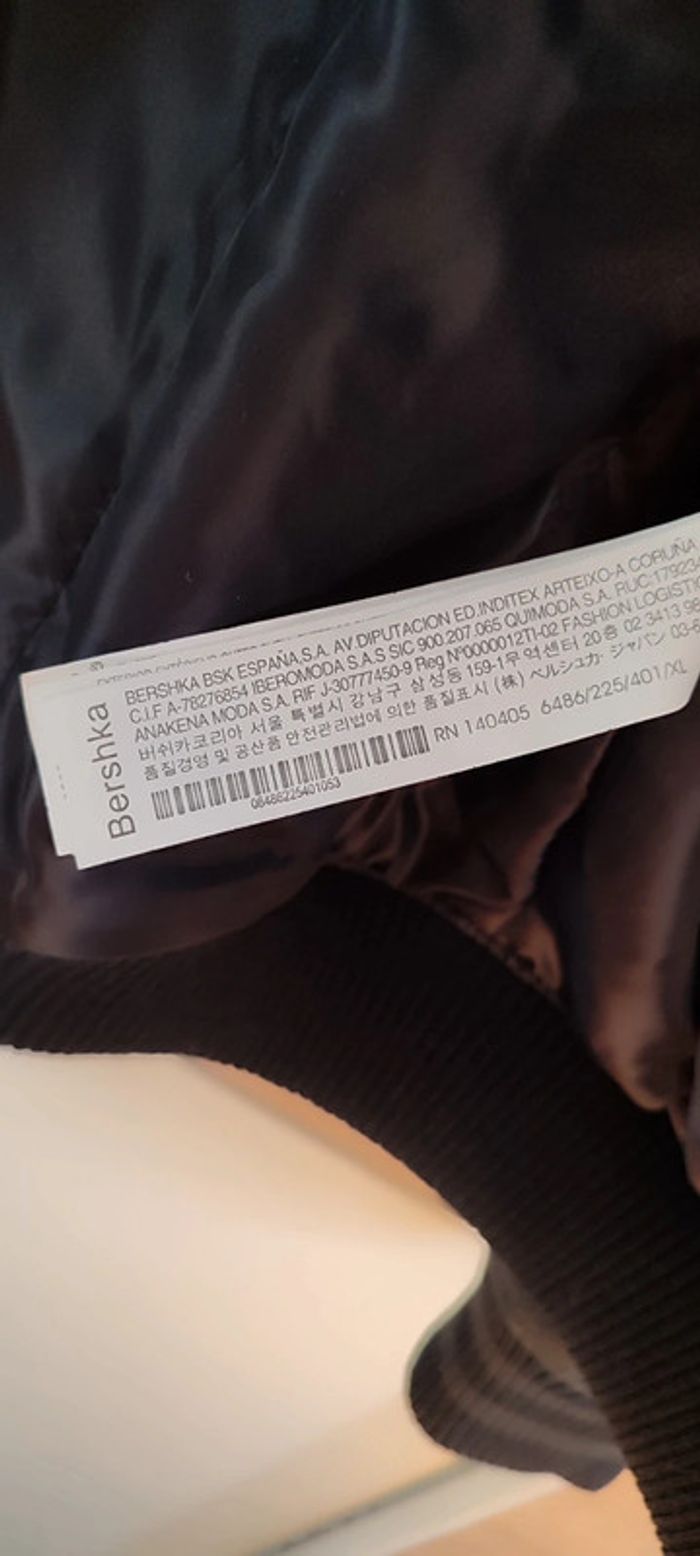 Bershka
BERSHKA BSK ESPAÑA,S.A. AV.DIPUTACION ED.INDITEX ARTEIXO-A CORUÑA
C.I.F A-78276854 IBEROMODA S.A.S SIC 900.207.065 QUIMODA S.A. RUC:17923
ANAKENA MODA S.A. RIF J-30777450-9 Reg Nº0000012TI-02 FASHION LOGIST
버쉬카코리아 서울 특별시 강남구 삼성동 159-1무역센터 20층 02 3413
품질경영 및 공산품 안전관리법에 의한 품질표시 (株) ベルシュカ· ジャパン 03-
06486225401053
RN 140405 6486/225/401/XL